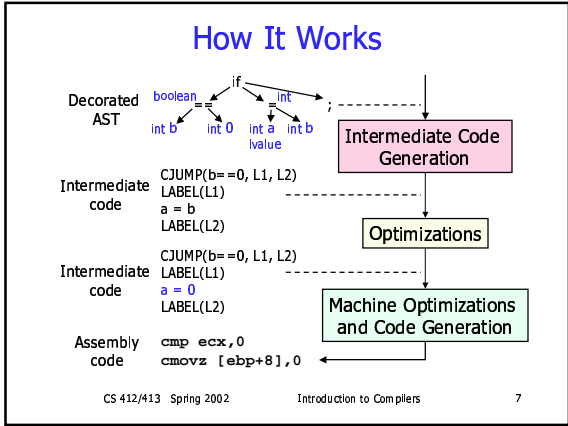 How It Works
Decorated
AST
if
boolean
==
=
int
;
int b
int 0
int a
lvalue
int b
Intermediate Code
Generation
Intermediate
code
CJUMP(b==0, L1, L2)
LABEL(L1)
a = b
LABEL(L2)
Optimizations
Intermediate
code
CJUMP(b==0, L1, L2)
LABEL(L1)
a = 0
LABEL(L2)
Machine Optimizations
and Code Generation
Assembly
code
cmp ecx,0
cmovz [ebp+8],0
CS 412/413 Spring 2002 Introduction to Compilers 7